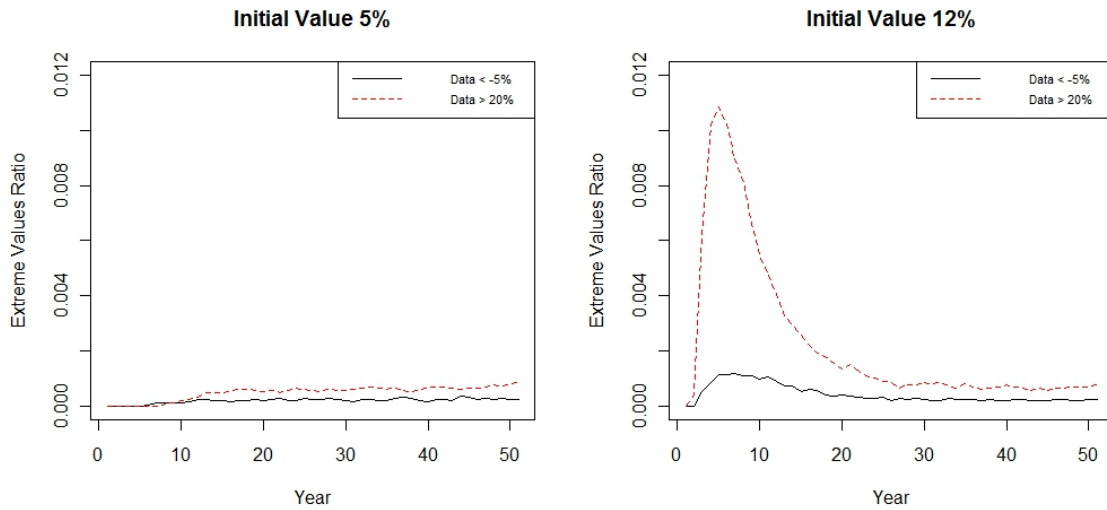 Initial Value 5%
Extreme Values Ratio
0.012
0.008
0.004
0.000
Data < -5%
Data > 20%
0 10 20 30 40 50
Year
Initial Value 12%
Extreme Values Ratio
0.012
0.008
0.004
0.000
Data < -5%
Data > 20%
0 10 20 30 40 50
Year